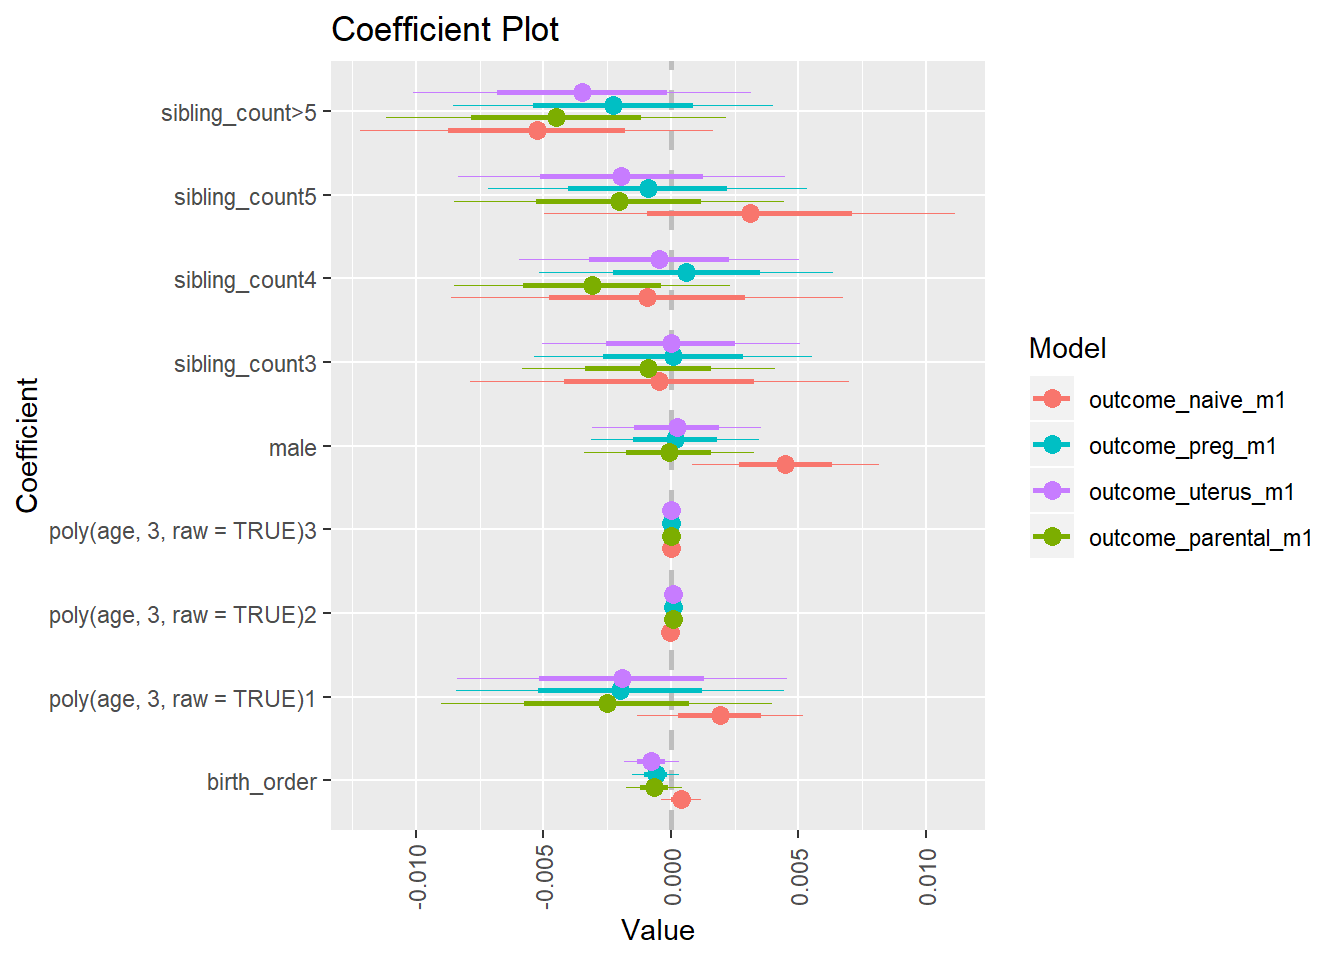 Coefficient Plot
sibling_count>5
sibling_count5
sibling_count4
sibling_count3
male
poly(age, 3, raw = TRUE)3
poly(age, 3, raw = TRUE)2
poly(age, 3, raw = TRUE)1
birth_order
Coefficient
-0.010
-0.005
0.000
0.005
0.010
Value
Model
outcome_naive_m1
outcome_preg_m1
outcome_uterus_m1
outcome_parental_m1